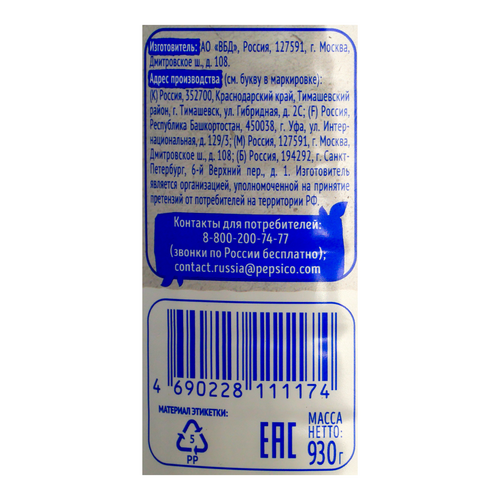 Изготовитель: АО «ВБД», Россия, 127591, г. Москва,
Дмитровское ш., д. 108.
Адрес производства (см. букву в маркировке):
(К) Россия, 352700, Краснодарский край, Тимашевский
район, г. Тимашевск, ул. Гибридная, д. 2С; (F) Россия,
Республика Башкортостан, 450038, г. Уфа, ул. Интер-
национальная, д. 129/3; (М) Россия, 127591, г. Москва,
Дмитровское ш., д. 108; (Б) Россия, 194292, г. Санкт-
Петербург, 6-й Верхний пер., д. 1. Изготовитель
является организацией, уполномоченной на принятие
претензий от потребителей на территории РФ.
Контакты для потребителей:
8-800-200-74-77
(звонки по России бесплатно);
contact.russia@pepsico.com
4 690228 111174
МАТЕРИАЛ ЭТИКЕТКИ:
5
PP
EAC
МАССА
НЕТТО:
930 г